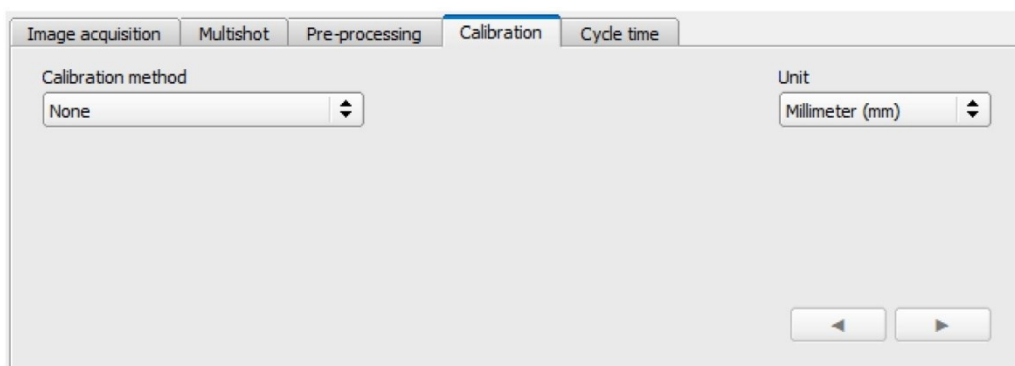 Image acquisition Multishot Pre-processing Calibration Cycle time
Calibration method Unit
None Millimeter (mm)